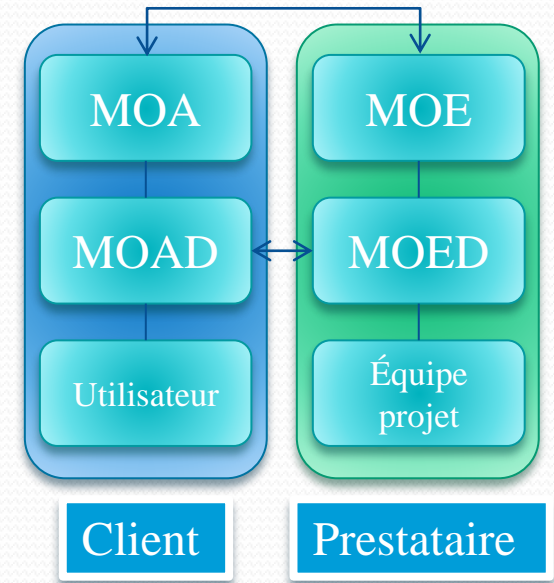 MOA
MOAD
Utilisateur
Client
MOE
MOED
Équipe
projet
Prestataire